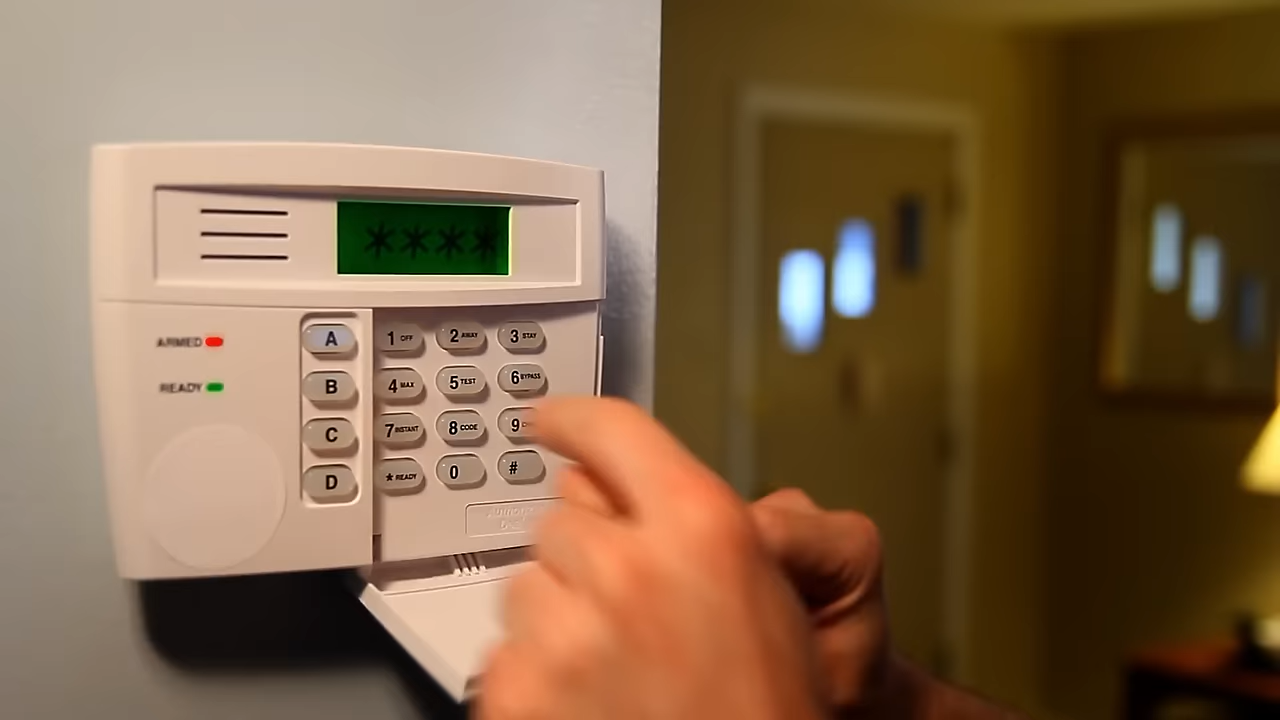 ****
ARMED
READY
A
B
C
D
1 OFF 2 AWAY 3 STAY
4 MAX 5 TEST 6 BYPASS
7 INSTANT 8 CODE 9
* READY 0 #